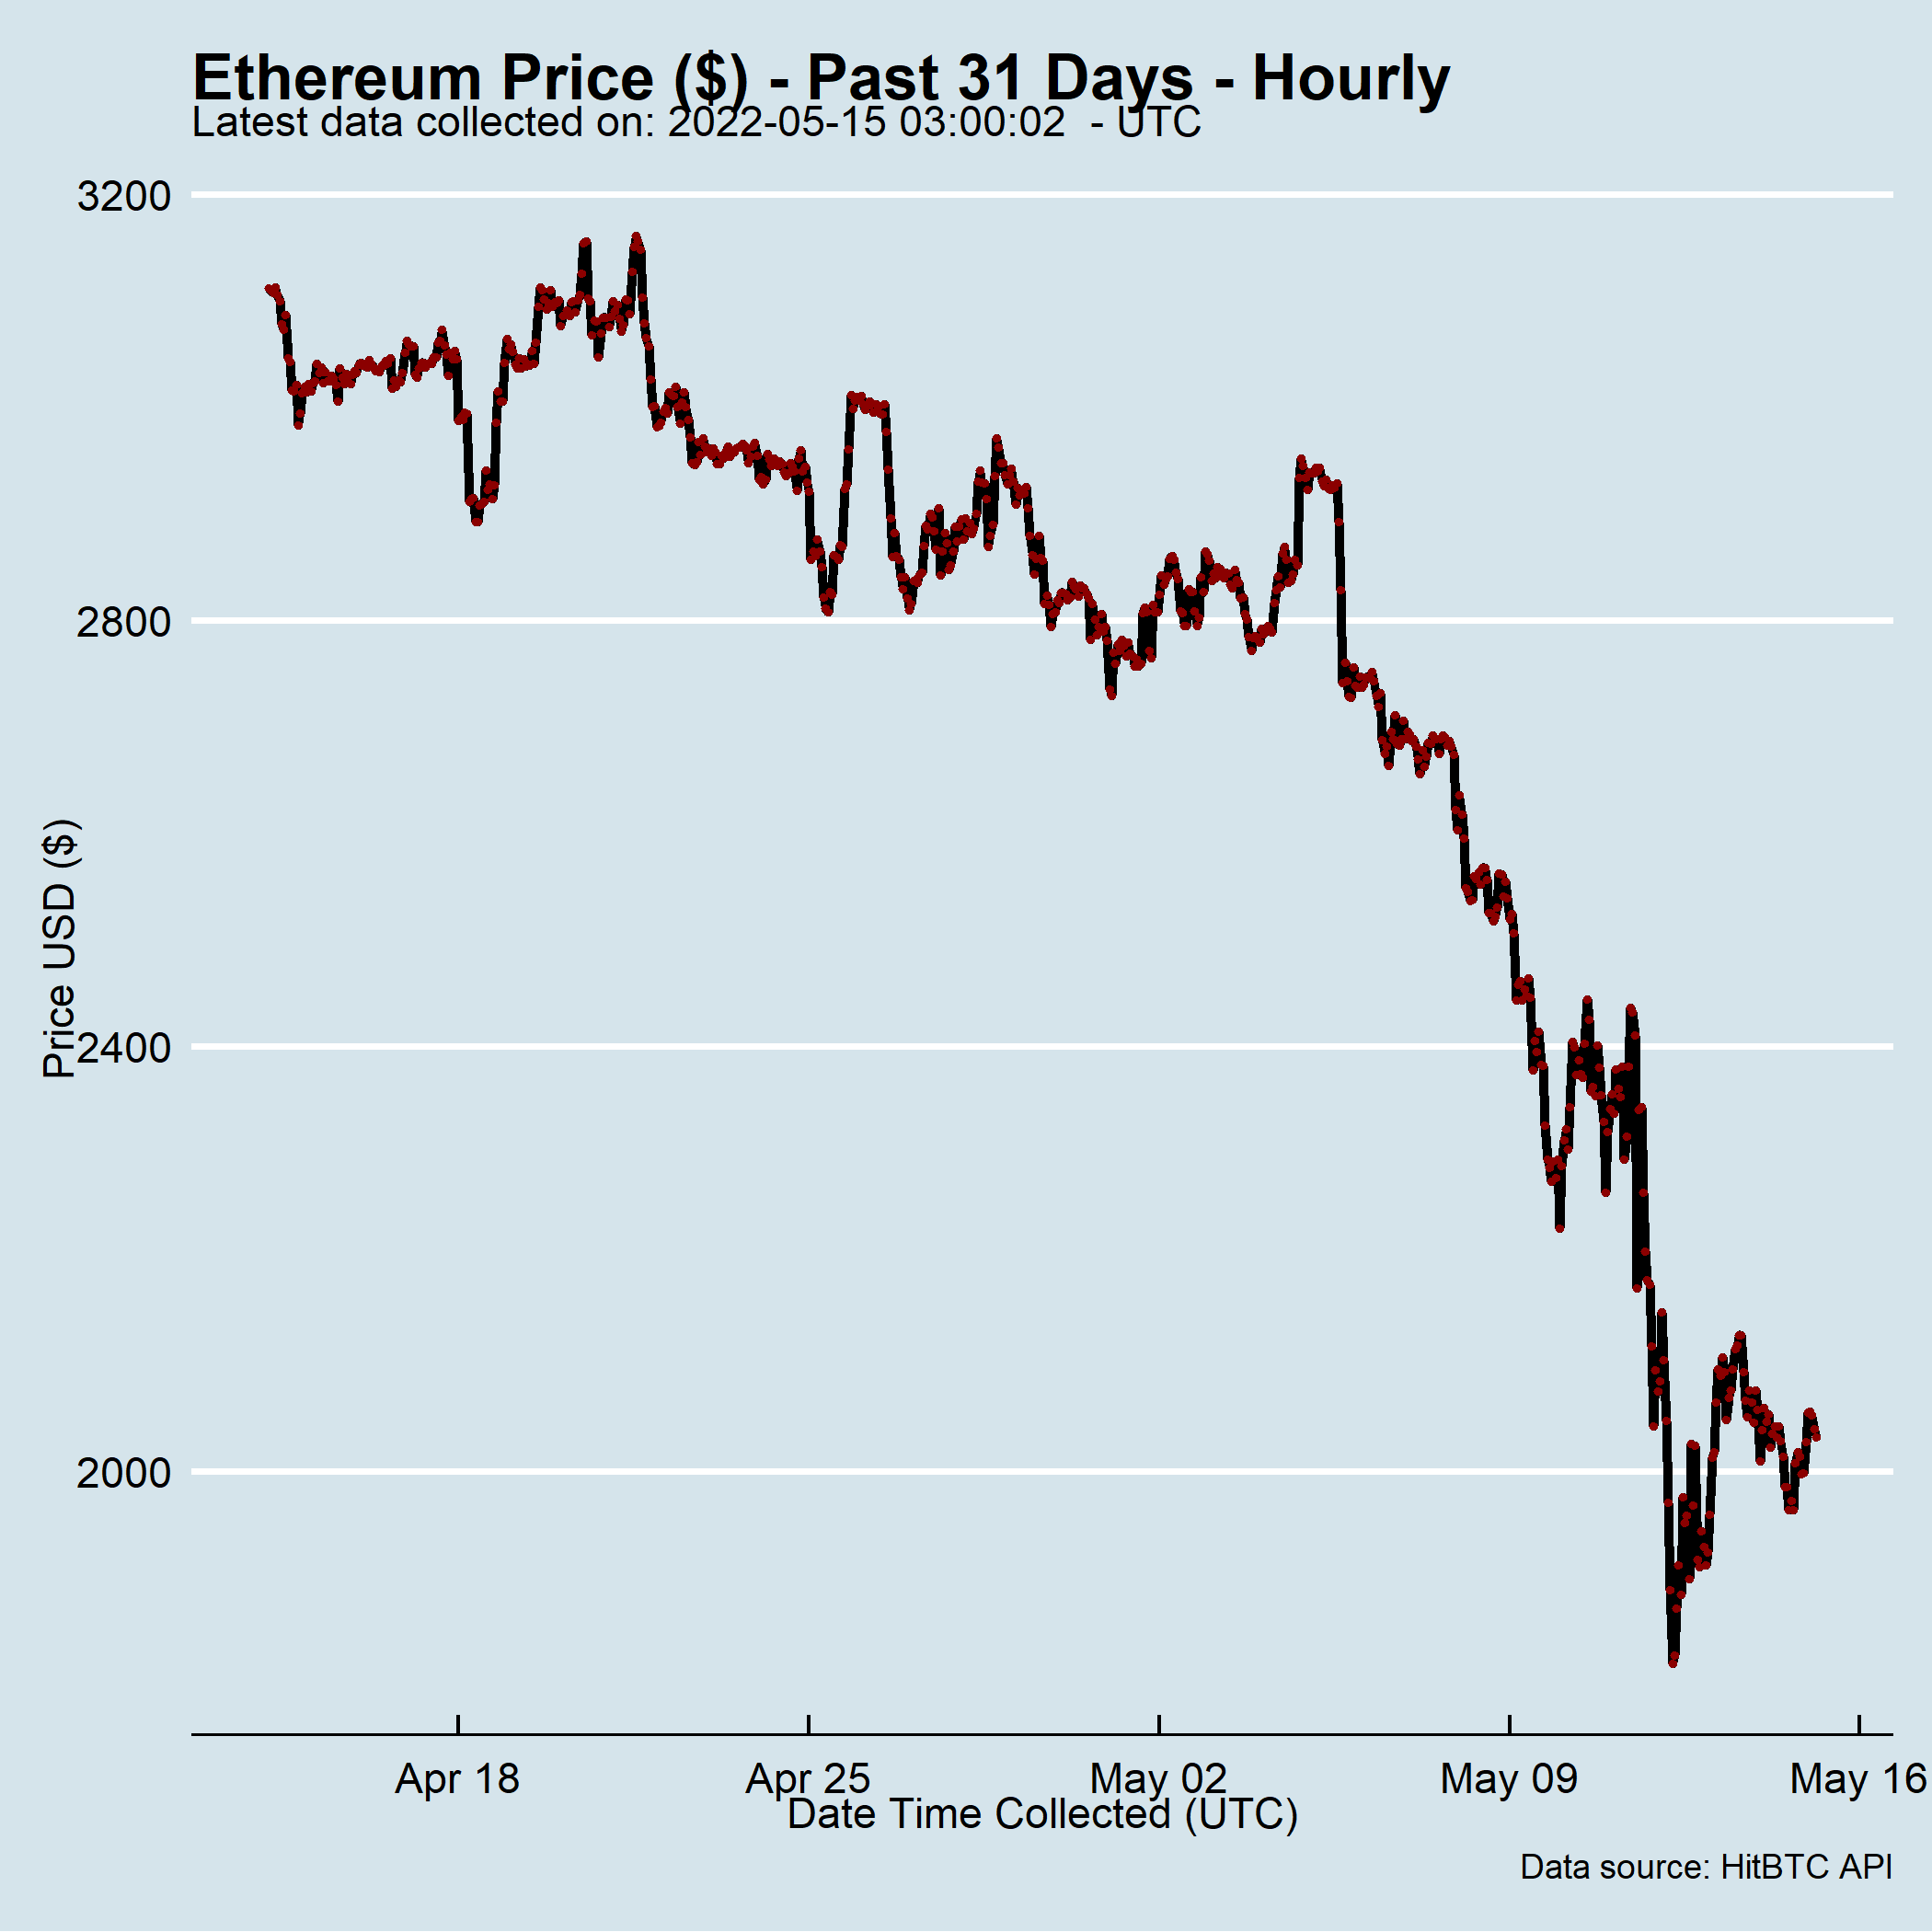 Ethereum Price ($) - Past 31 Days - Hourly
Latest data collected on: 2022-05-15 03:00:02  - UTC
3200
2800
2400
2000
Price USD ($)
Apr 18
Apr 25
May 02
May 09
May 16
Date Time Collected (UTC)
Data source: HitBTC API